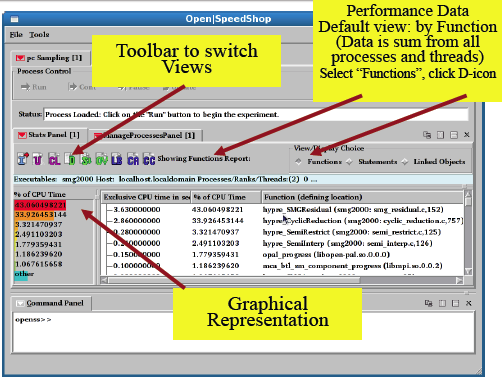 Open|SpeedShop
File Tools
pc Sampling [1]
Process Control
Run
Status: Process Loaded: Click on the "Run" button to begin the experiment.
Toolbar to switch
Views
Performance Data
Default view: by Function
(Data is sum from all
processes and threads)
Select “Functions”, click D-icon
Stats Panel [1]
ManageProcessesPanel [1]
View/Display Choice
I U CL D LB CA CC Showing Functions Report:
Functions Statements Linked Objects
Executables: smg2000 Host: localhost.localdomain Processes/Ranks/Threads:(2) 0 ...
% of CPU Time
43.060498221
33.926453144
3.321470997
2.491103203
1.779359431
1.186239620
1.067615658
other
Exclusive CPU time in sec % of CPU Time Function (defining location)
3.630000000 43.060498221 hypre_SMGResidual (smg2000: smg_residual.c,152)
2.860000000 33.926453144 hypre_CyclicReduction (smg2000: cyclic_reduction.c,757)
0.280000000 3.321470997 hypre_SemiRestrict (smg2000: semi_restrict.c,125)
0.210000000 2.491103203 hypre_SemiInterp (smg2000: semi_interp.c,126)
0.150000000 1.779359431 opal_progress (libopen-pal.so.0.0.0)
0.100000000 1.186239620 mca_btl_sm_component_progress (libmpi.so.0.0.2)
Graphical
Representation
Command Panel
openss>>